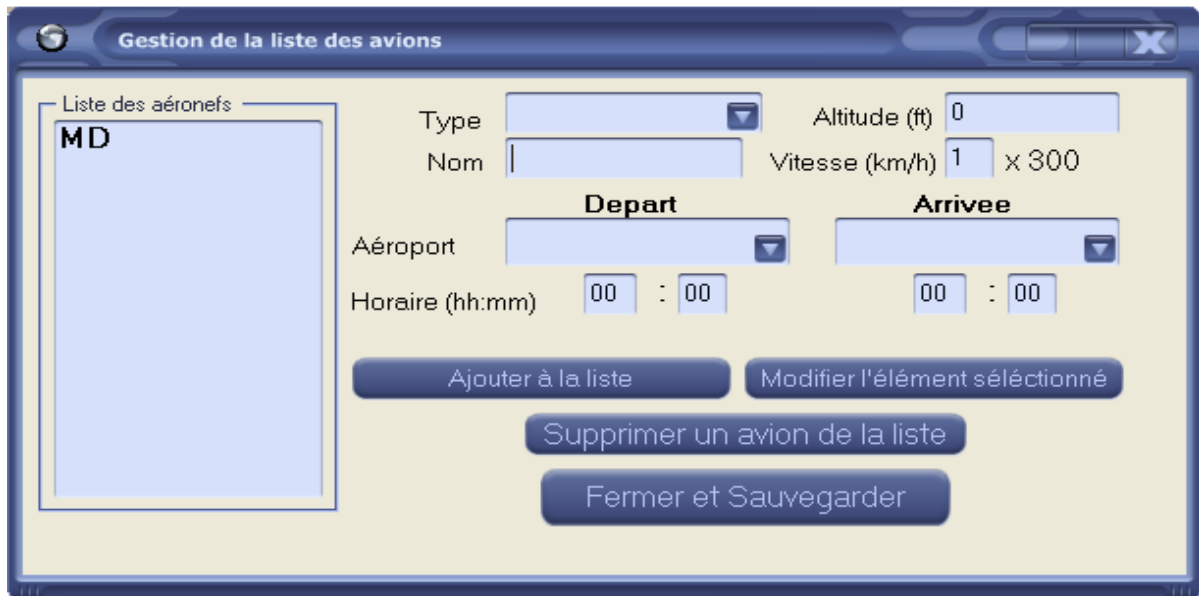 Gestion de la liste des avions
Liste des aéronefs
MD
Type
Altitude (ft) 0
Nom
Vitesse (km/h) 1 x 300
Depart Arrivee
Aéroport
Horaire (hh:mm) 00 : 00 00 : 00
Ajouter à la liste Modifier l'élément séléctionné
Supprimer un avion de la liste
Fermer et Sauvegarder